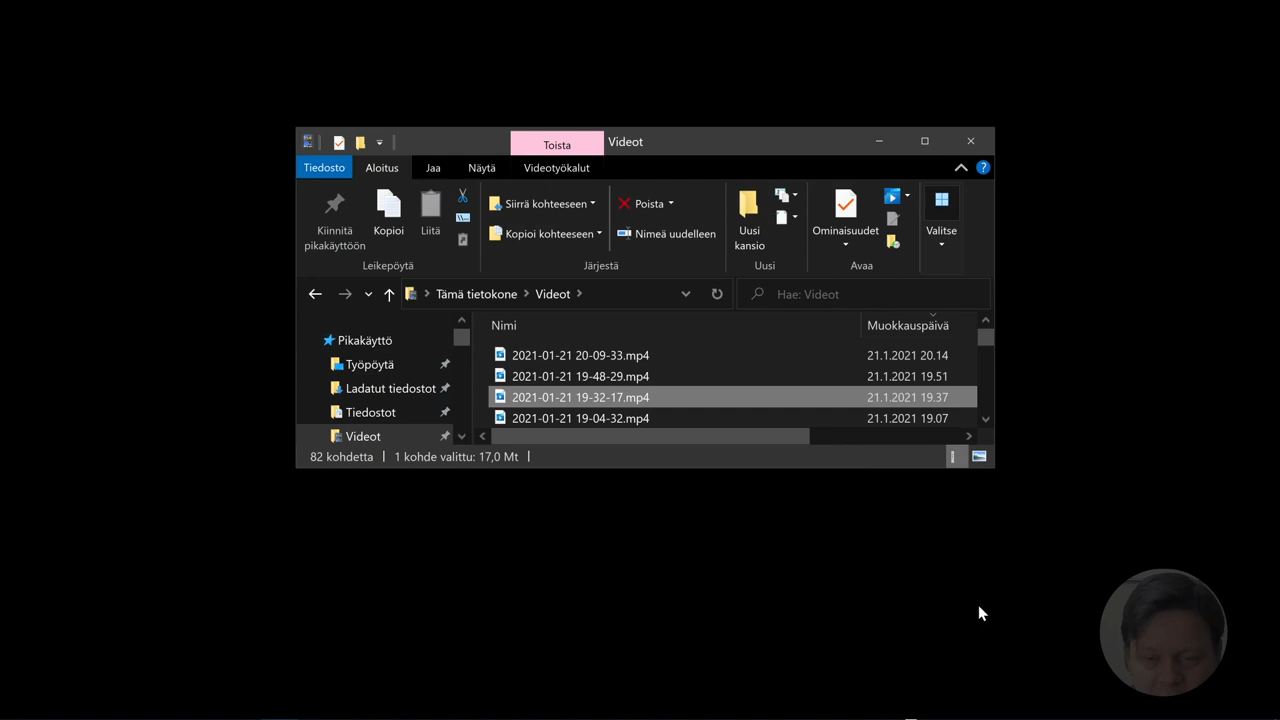 Toista Videot
Tiedosto Aloitus Jaa Näytä Videotyökalut
Kiinnitä pikakäyttöön
Kopioi
Liitä
Leikepöytä
Siirrä kohteeseen
Kopioi kohteeseen
Poista
Nimeä uudelleen
Järjestä
Uusi kansio
Uusi
Ominaisuudet
Avaa
Valitse
Tämä tietokone Videot
Hae: Videot
Pikakäyttö
Työpöytä
Ladatut tiedostot
Tiedostot
Videot
Nimi Muokkauspäivä
2021-01-21 20-09-33.mp4 21.1.2021 20.14
2021-01-21 19-48-29.mp4 21.1.2021 19.51
2021-01-21 19-32-17.mp4 21.1.2021 19.37
2021-01-21 19-04-32.mp4 21.1.2021 19.07
82 kohdetta 1 kohde valittu: 17,0 Mt